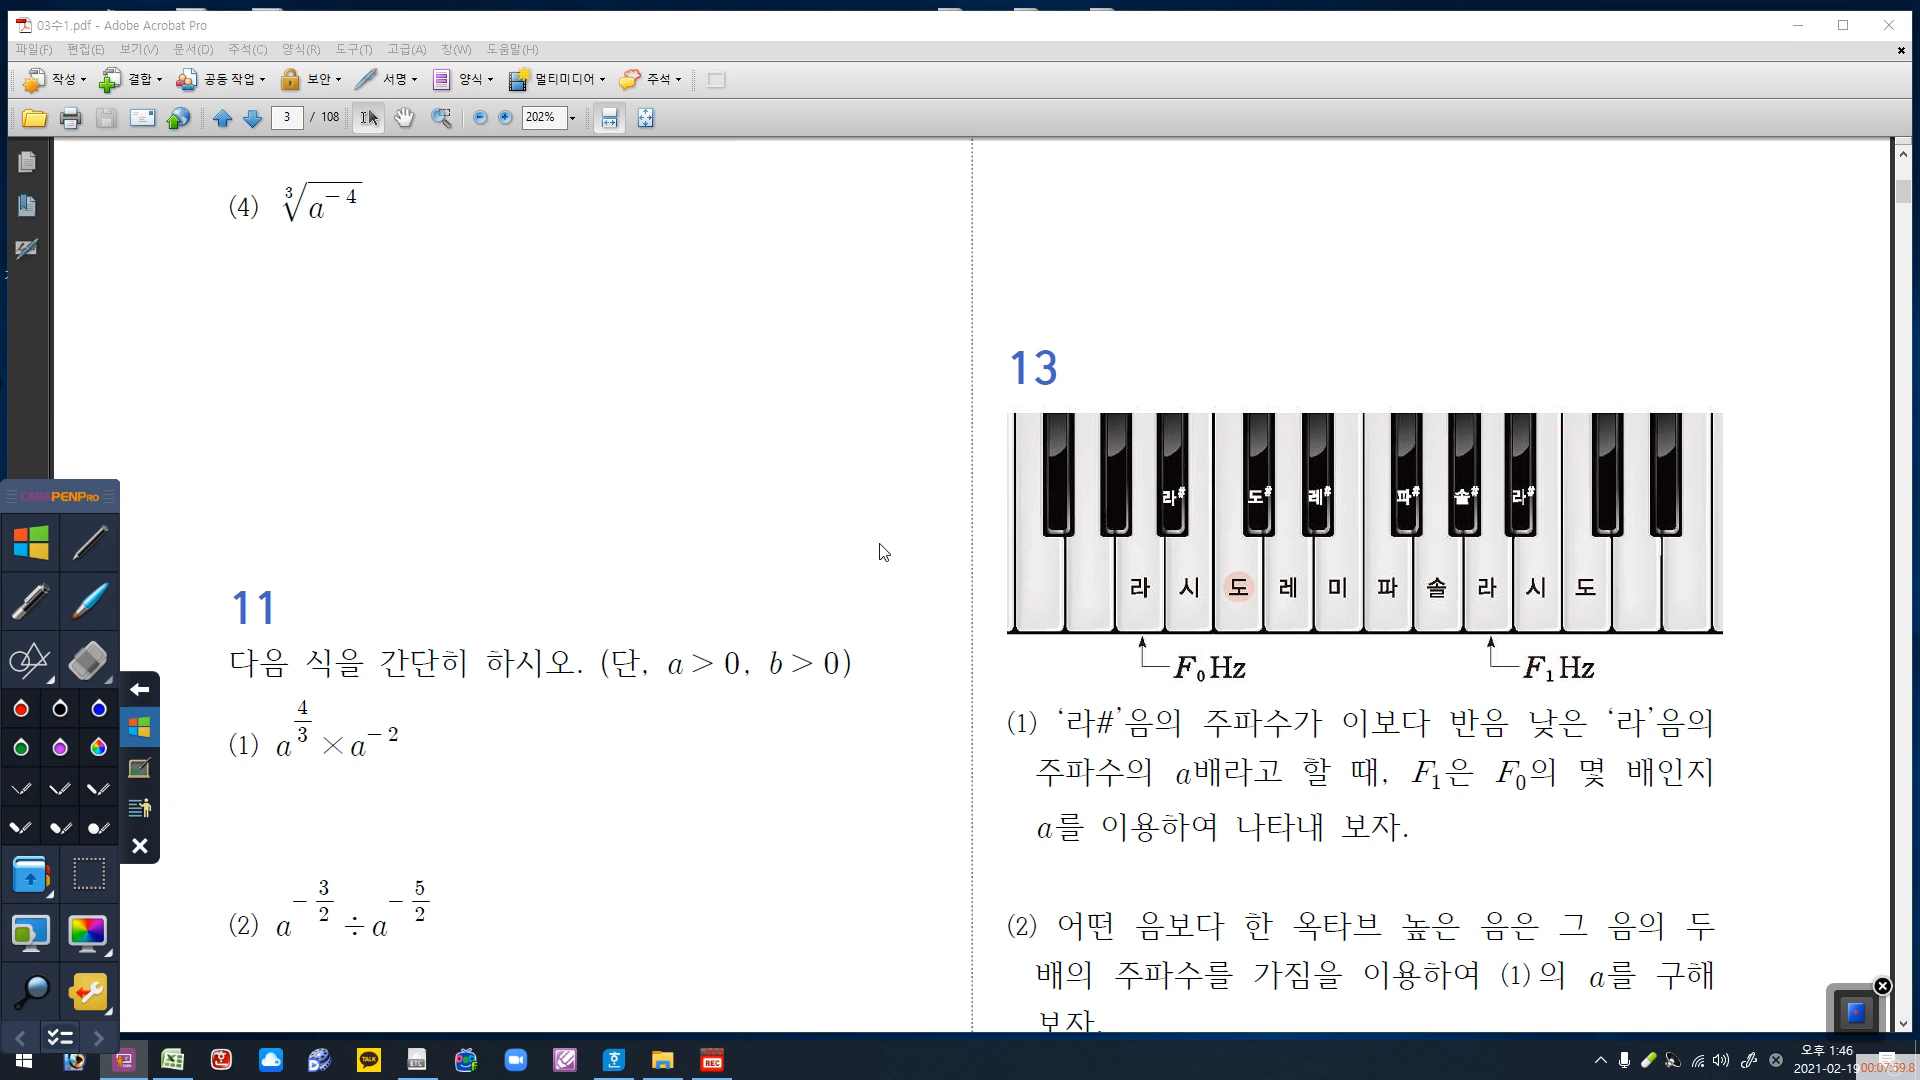 03수1.pdf - Adobe Acrobat Pro
파일(F) 편집(E) 보기(V) 문서(D) 주석(C) 양식(R) 도구(T) 고급(A) 창(W) 도움말(H)
작성 결합 공동 작업 보안 서명 양식 멀티미디어 주석
3 / 108 202%
(4) ∛(a^{-4})
11
다음 식을 간단히 하시오. (단, a > 0, b > 0)
(1) a^{4/3} × a^{-2}
(2) a^{-3/2} ÷ a^{-5/2}
13
라# 도# 레# 파# 솔# 라#
라 시 도 레 미 파 솔 라 시 도
F₀ Hz F₁ Hz
(1) ‘라#’음의 주파수가 이보다 반음 낮은 ‘라’음의
주파수의 a배라고 할 때, F₁은 F₀의 몇 배인지
a를 이용하여 나타내 보자.
(2) 어떤 음보다 한 옥타브 높은 음은 그 음의 두
배의 주파수를 가짐을 이용하여 (1)의 a를 구해
보자.
CARAPENPRO
TALK
LTC
REC
오후 1:46
2021-02-19
00:07:59.8